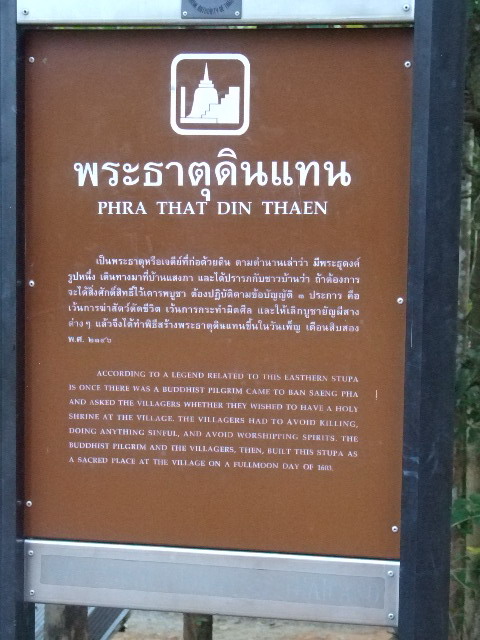 พระธาตุดินแทน
PHRA THAT DIN THAEN
เป็นพระธาตุหรือเจดีย์ที่ก่อด้วยดิน ตามตำนานเล่าว่า มีพระธุดงค์
รูปหนึ่ง เดินทางมาที่บ้านแสงภา และได้ปรารภกับชาวบ้านว่า ถ้าต้องการ
จะได้สิ่งศักดิ์สิทธิ์ไว้เคารพบูชา ต้องปฏิบัติตามข้อบัญญัติ ๓ ประการ คือ
เว้นการฆ่าสัตว์ตัดชีวิต เว้นการกระทำผิดศีล และให้เลิกบูชายัญผีสาง
ต่างๆ แล้วจึงได้ทำพิธีสร้างพระธาตุดินแทนขึ้นในวันเพ็ญ เดือนสิบสอง
พ.ศ. ๒๑๔๖
ACCORDING TO A LEGEND RELATED TO THIS EASTHERN STUPA
IS ONCE THERE WAS A BUDDHIST PILGRIM CAME TO BAN SAENG PHA
AND ASKED THE VILLAGERS WHETHER THEY WISHED TO HAVE A HOLY
SHRINE AT THE VILLAGE. THE VILLAGERS HAD TO AVOID KILLING,
DOING ANYTHING SINFUL, AND AVOID WORSHIPPING SPIRITS. THE
BUDDHIST PILGRIM AND THE VILLAGERS, THEN, BUILT THIS STUPA AS
A SACRED PLACE AT THE VILLAGE ON A FULLMOON DAY OF 1603.